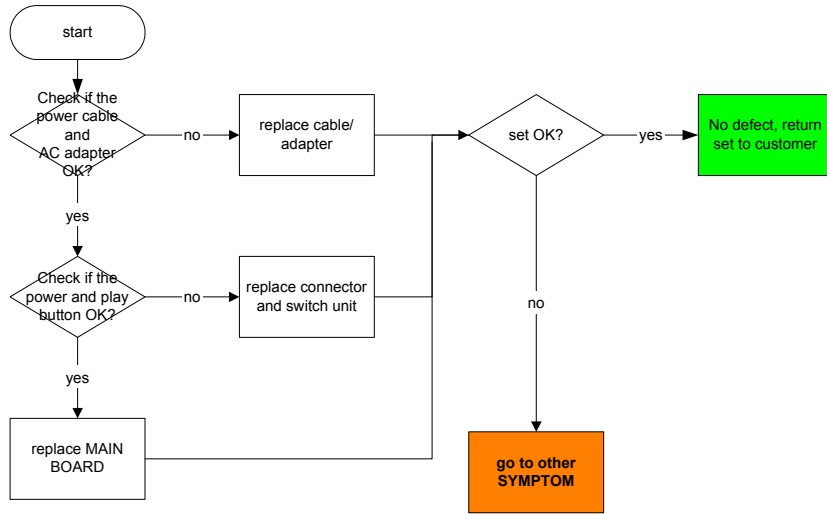 start
Check if the
power cable
and
AC adapter
OK?
no
replace cable/
adapter
set OK?
yes
No defect, return
set to customer
yes
Check if the
power and play
button OK?
no
replace connector
and switch unit
no
yes
replace MAIN
BOARD
go to other
SYMPTOM